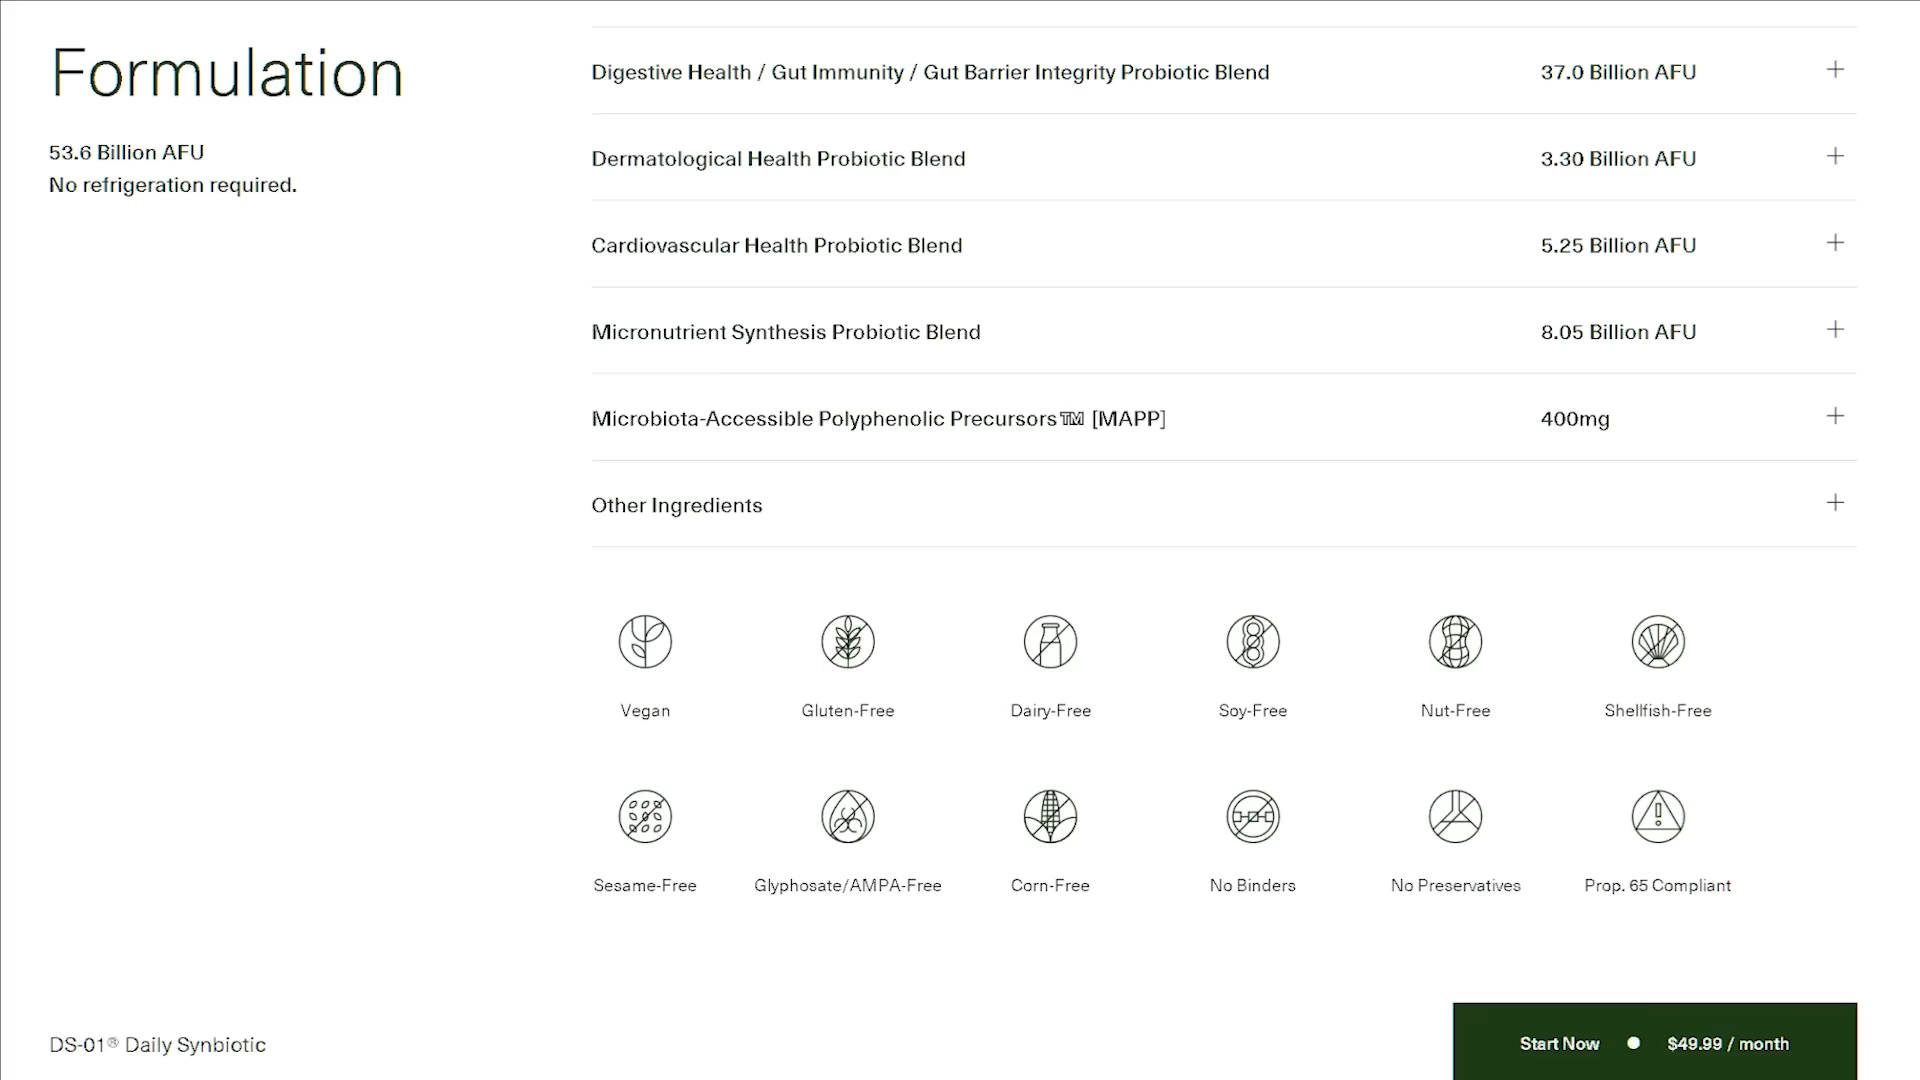 Formulation
53.6 Billion AFU
No refrigeration required.
Digestive Health / Gut Immunity / Gut Barrier Integrity Probiotic Blend 37.0 Billion AFU +
Dermatological Health Probiotic Blend 3.30 Billion AFU +
Cardiovascular Health Probiotic Blend 5.25 Billion AFU +
Micronutrient Synthesis Probiotic Blend 8.05 Billion AFU +
Microbiota-Accessible Polyphenolic Precursors™ [MAPP] 400mg +
Other Ingredients +
Vegan Gluten-Free Dairy-Free Soy-Free Nut-Free Shellfish-Free
Sesame-Free Glyphosate/AMPA-Free Corn-Free No Binders No Preservatives Prop. 65 Compliant
DS-01® Daily Synbiotic
Start Now ● $49.99 / month